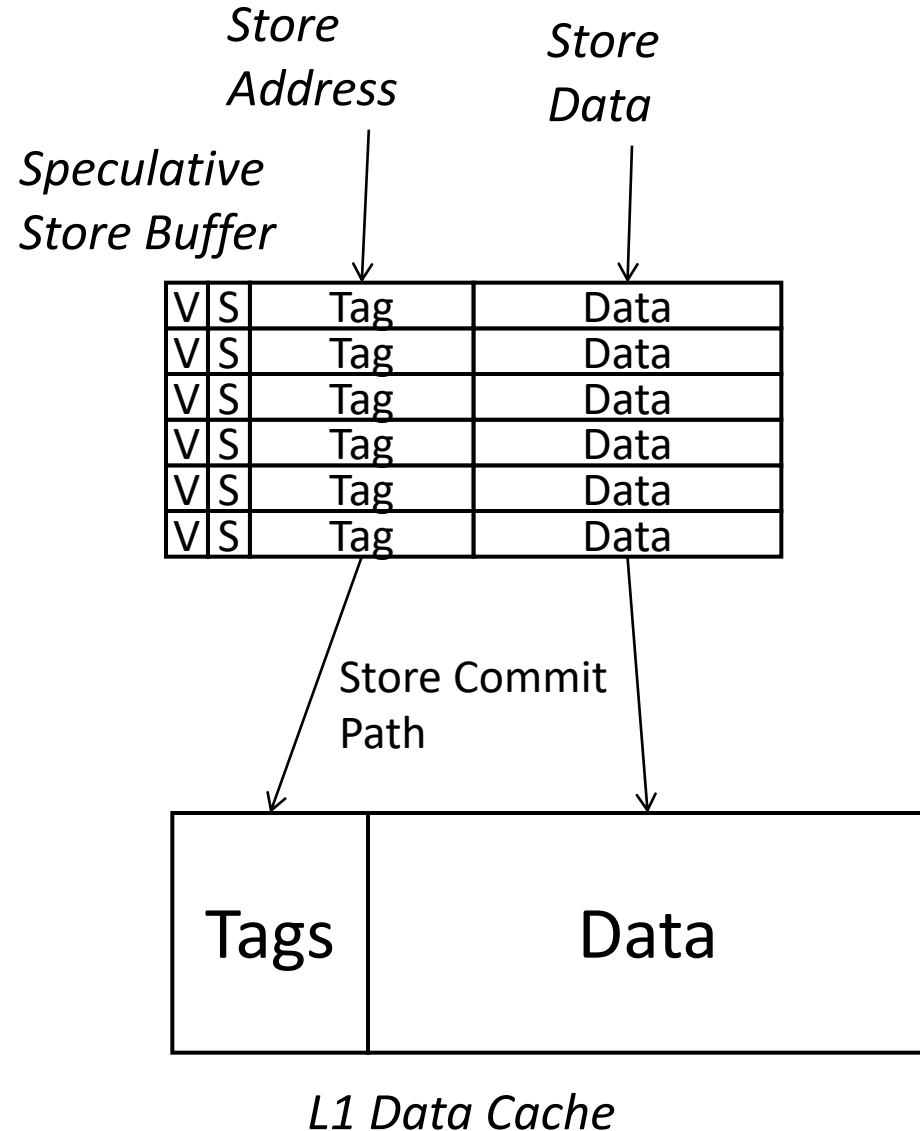 Store
Address
Store
Data
Speculative
Store Buffer
V S Tag Data
V S Tag Data
V S Tag Data
V S Tag Data
V S Tag Data
V S Tag Data
Store Commit
Path
Tags Data
L1 Data Cache